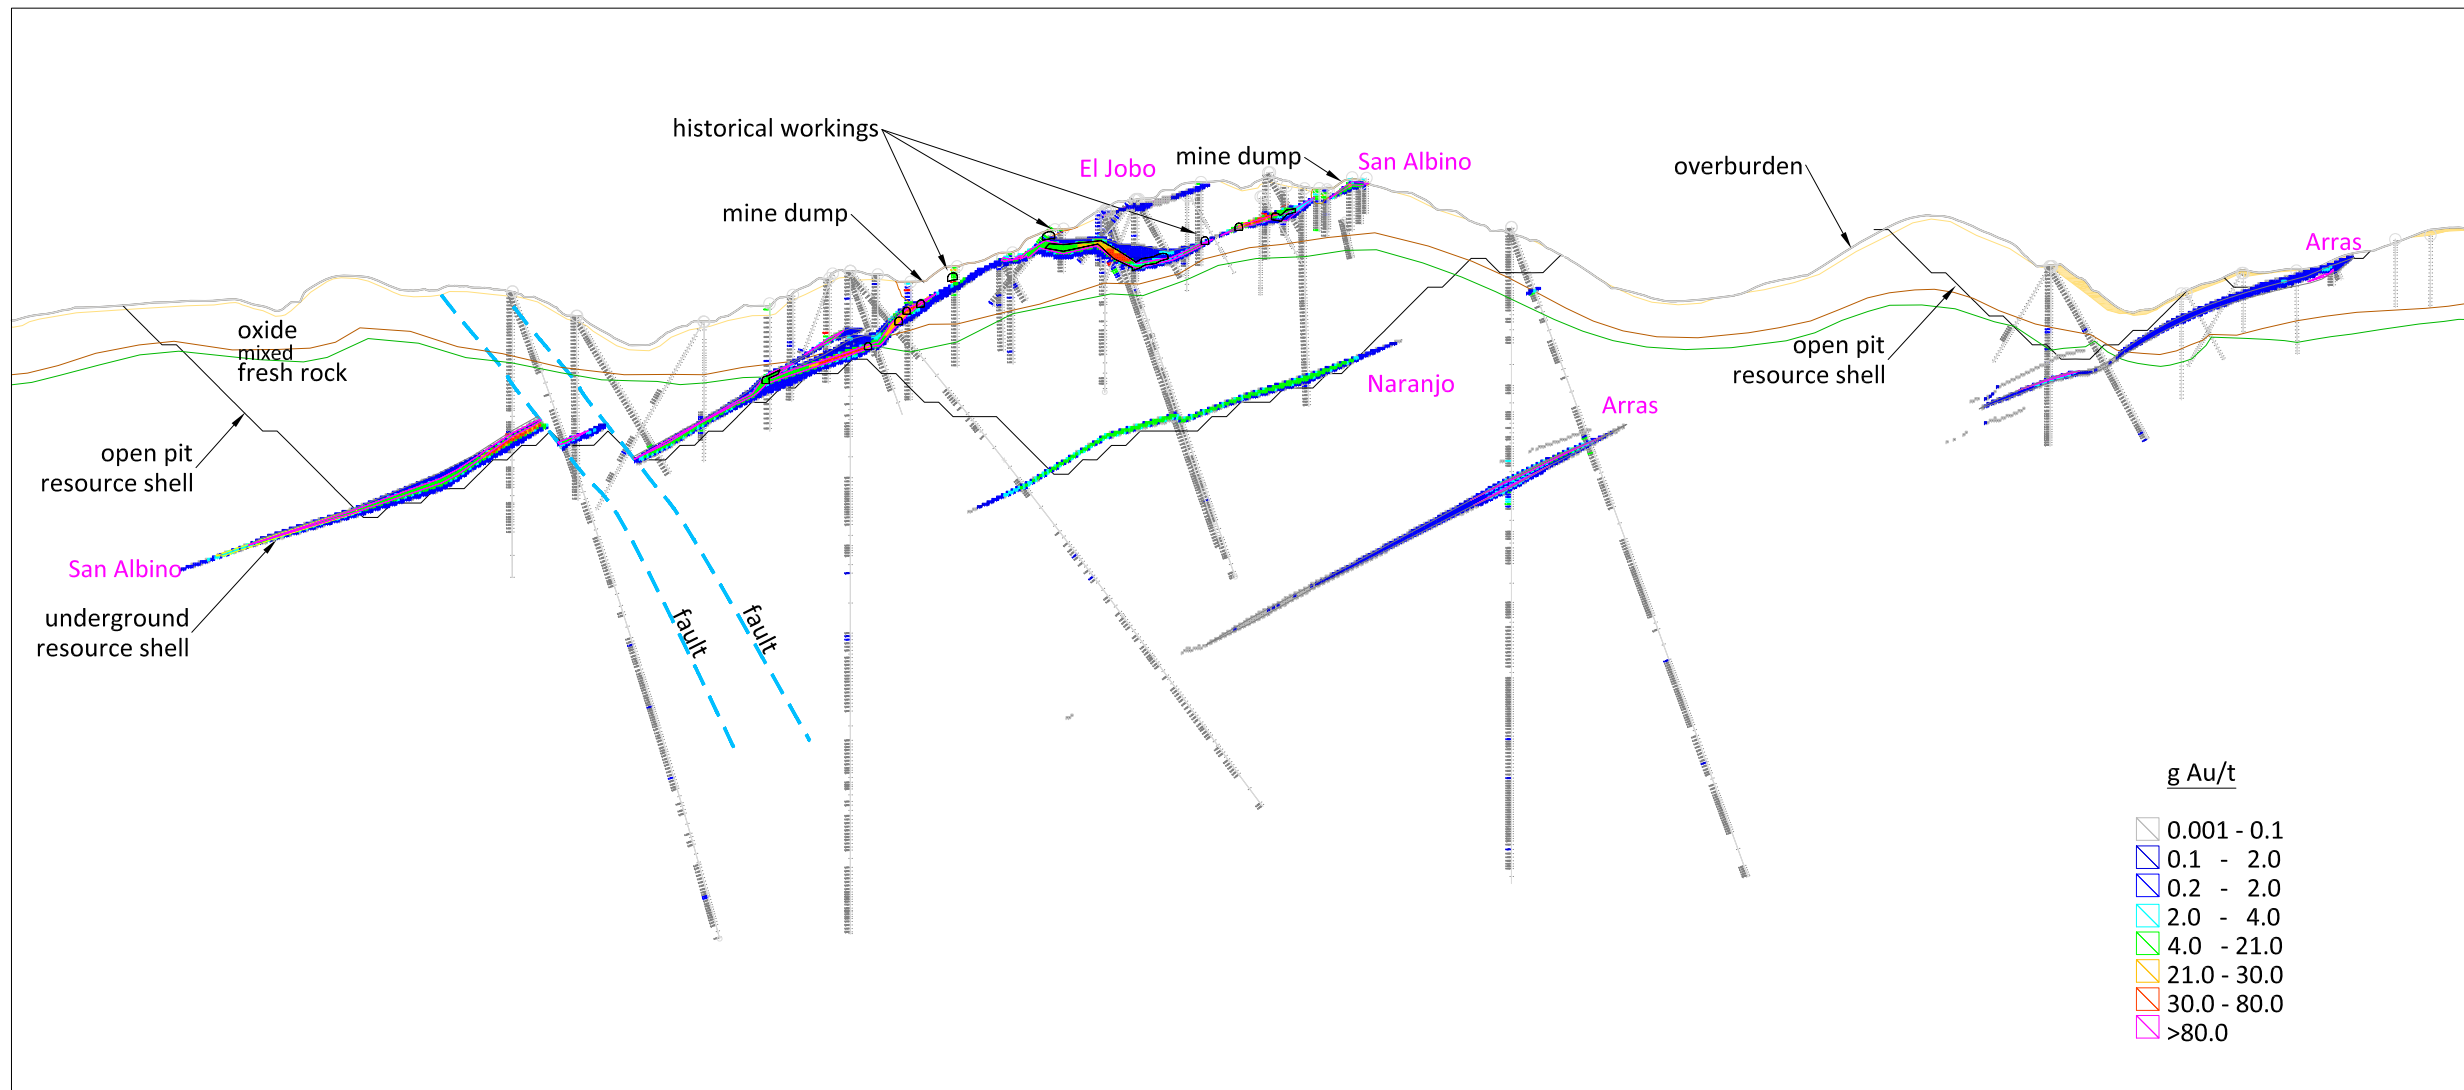 historical workings
El Jobo
mine dump
San Albino
overburden
mine dump
Arras
oxide
mixed
fresh rock
open pit
resource shell
Naranjo
Arras
open pit
resource shell
San Albino
underground
resource shell
fault
fault
g Au/t
0.001 - 0.1
0.1 - 2.0
0.2 - 2.0
2.0 - 4.0
4.0 - 21.0
21.0 - 30.0
30.0 - 80.0
>80.0